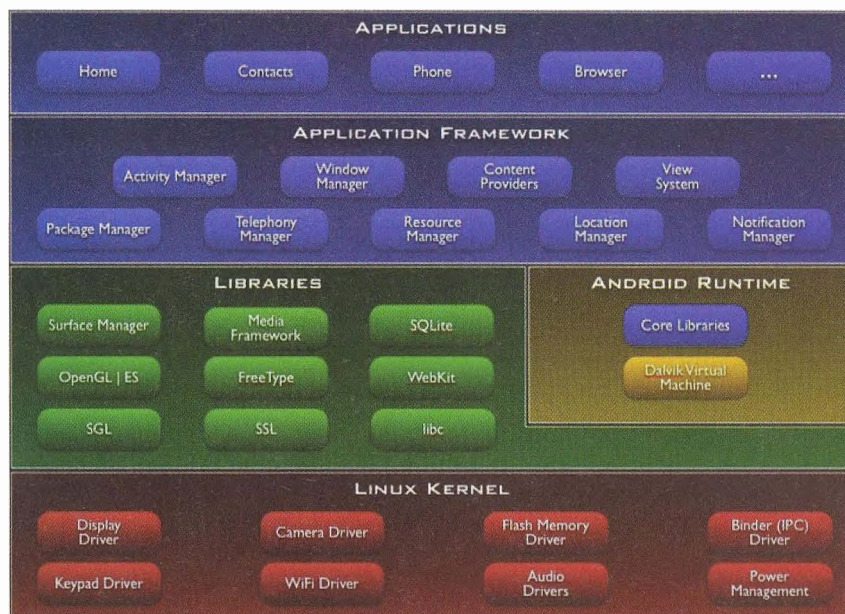 APPLICATIONS
Home
Contacts
Phone
Browser
...
APPLICATION FRAMEWORK
Activity Manager
Window
Manager
Content
Providers
View
System
Package Manager
Telephony
Manager
Resource
Manager
Location
Manager
Notification
Manager
LIBRARIES
Surface Manager
Media
Framework
SQLite
OpenGL | ES
FreeType
WebKit
SGL
SSL
libc
ANDROID RUNTIME
Core Libraries
Dalvik Virtual
Machine
LINUX KERNEL
Display
Driver
Camera Driver
Flash Memory
Driver
Binder (IPC)
Driver
Keypad Driver
WiFi Driver
Audio
Drivers
Power
Management